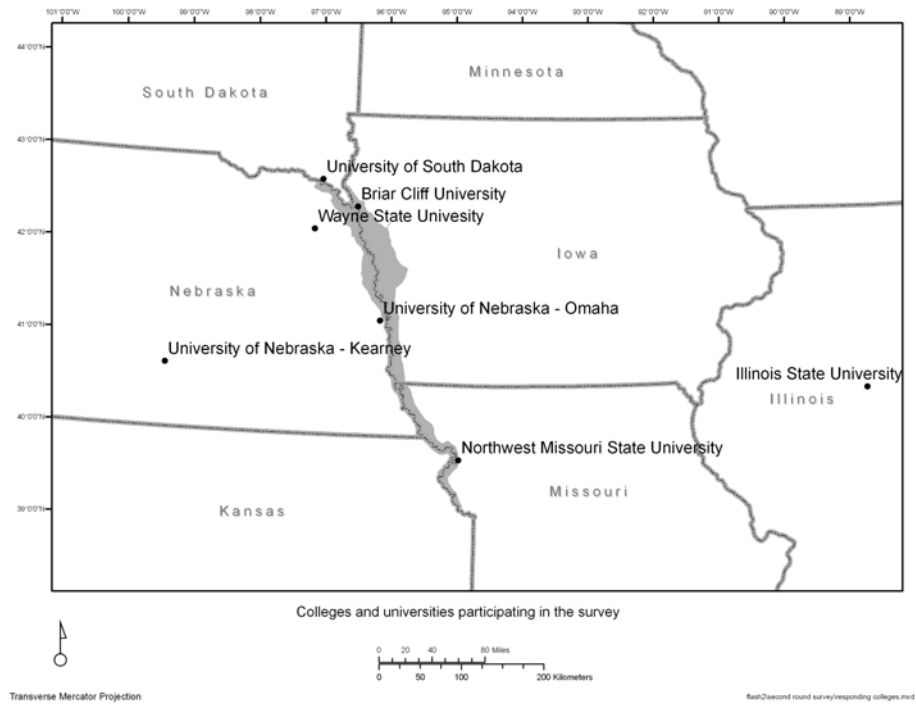 101°0'0"W 100°0'0"W 99°0'0"W 98°0'0"W 97°0'0"W 96°0'0"W 95°0'0"W 94°0'0"W 93°0'0"W 92°0'0"W 91°0'0"W 90°0'0"W 89°0'0"W
44°0'0"N
Minnesota
South Dakota
43°0'0"N
University of South Dakota
Briar Cliff University
Wayne State Univesity
42°0'0"N
Iowa
Nebraska
University of Nebraska - Omaha
41°0'0"N
University of Nebraska - Kearney
Illinois State University
Illinois
40°0'0"N
Northwest Missouri State University
Missouri
39°0'0"N
Kansas
Colleges and universities participating in the survey
0 20 40 80 Miles
0 50 100 200 Kilometers
Transverse Mercator Projection
flash2\second round survey\responding colleges.mxd